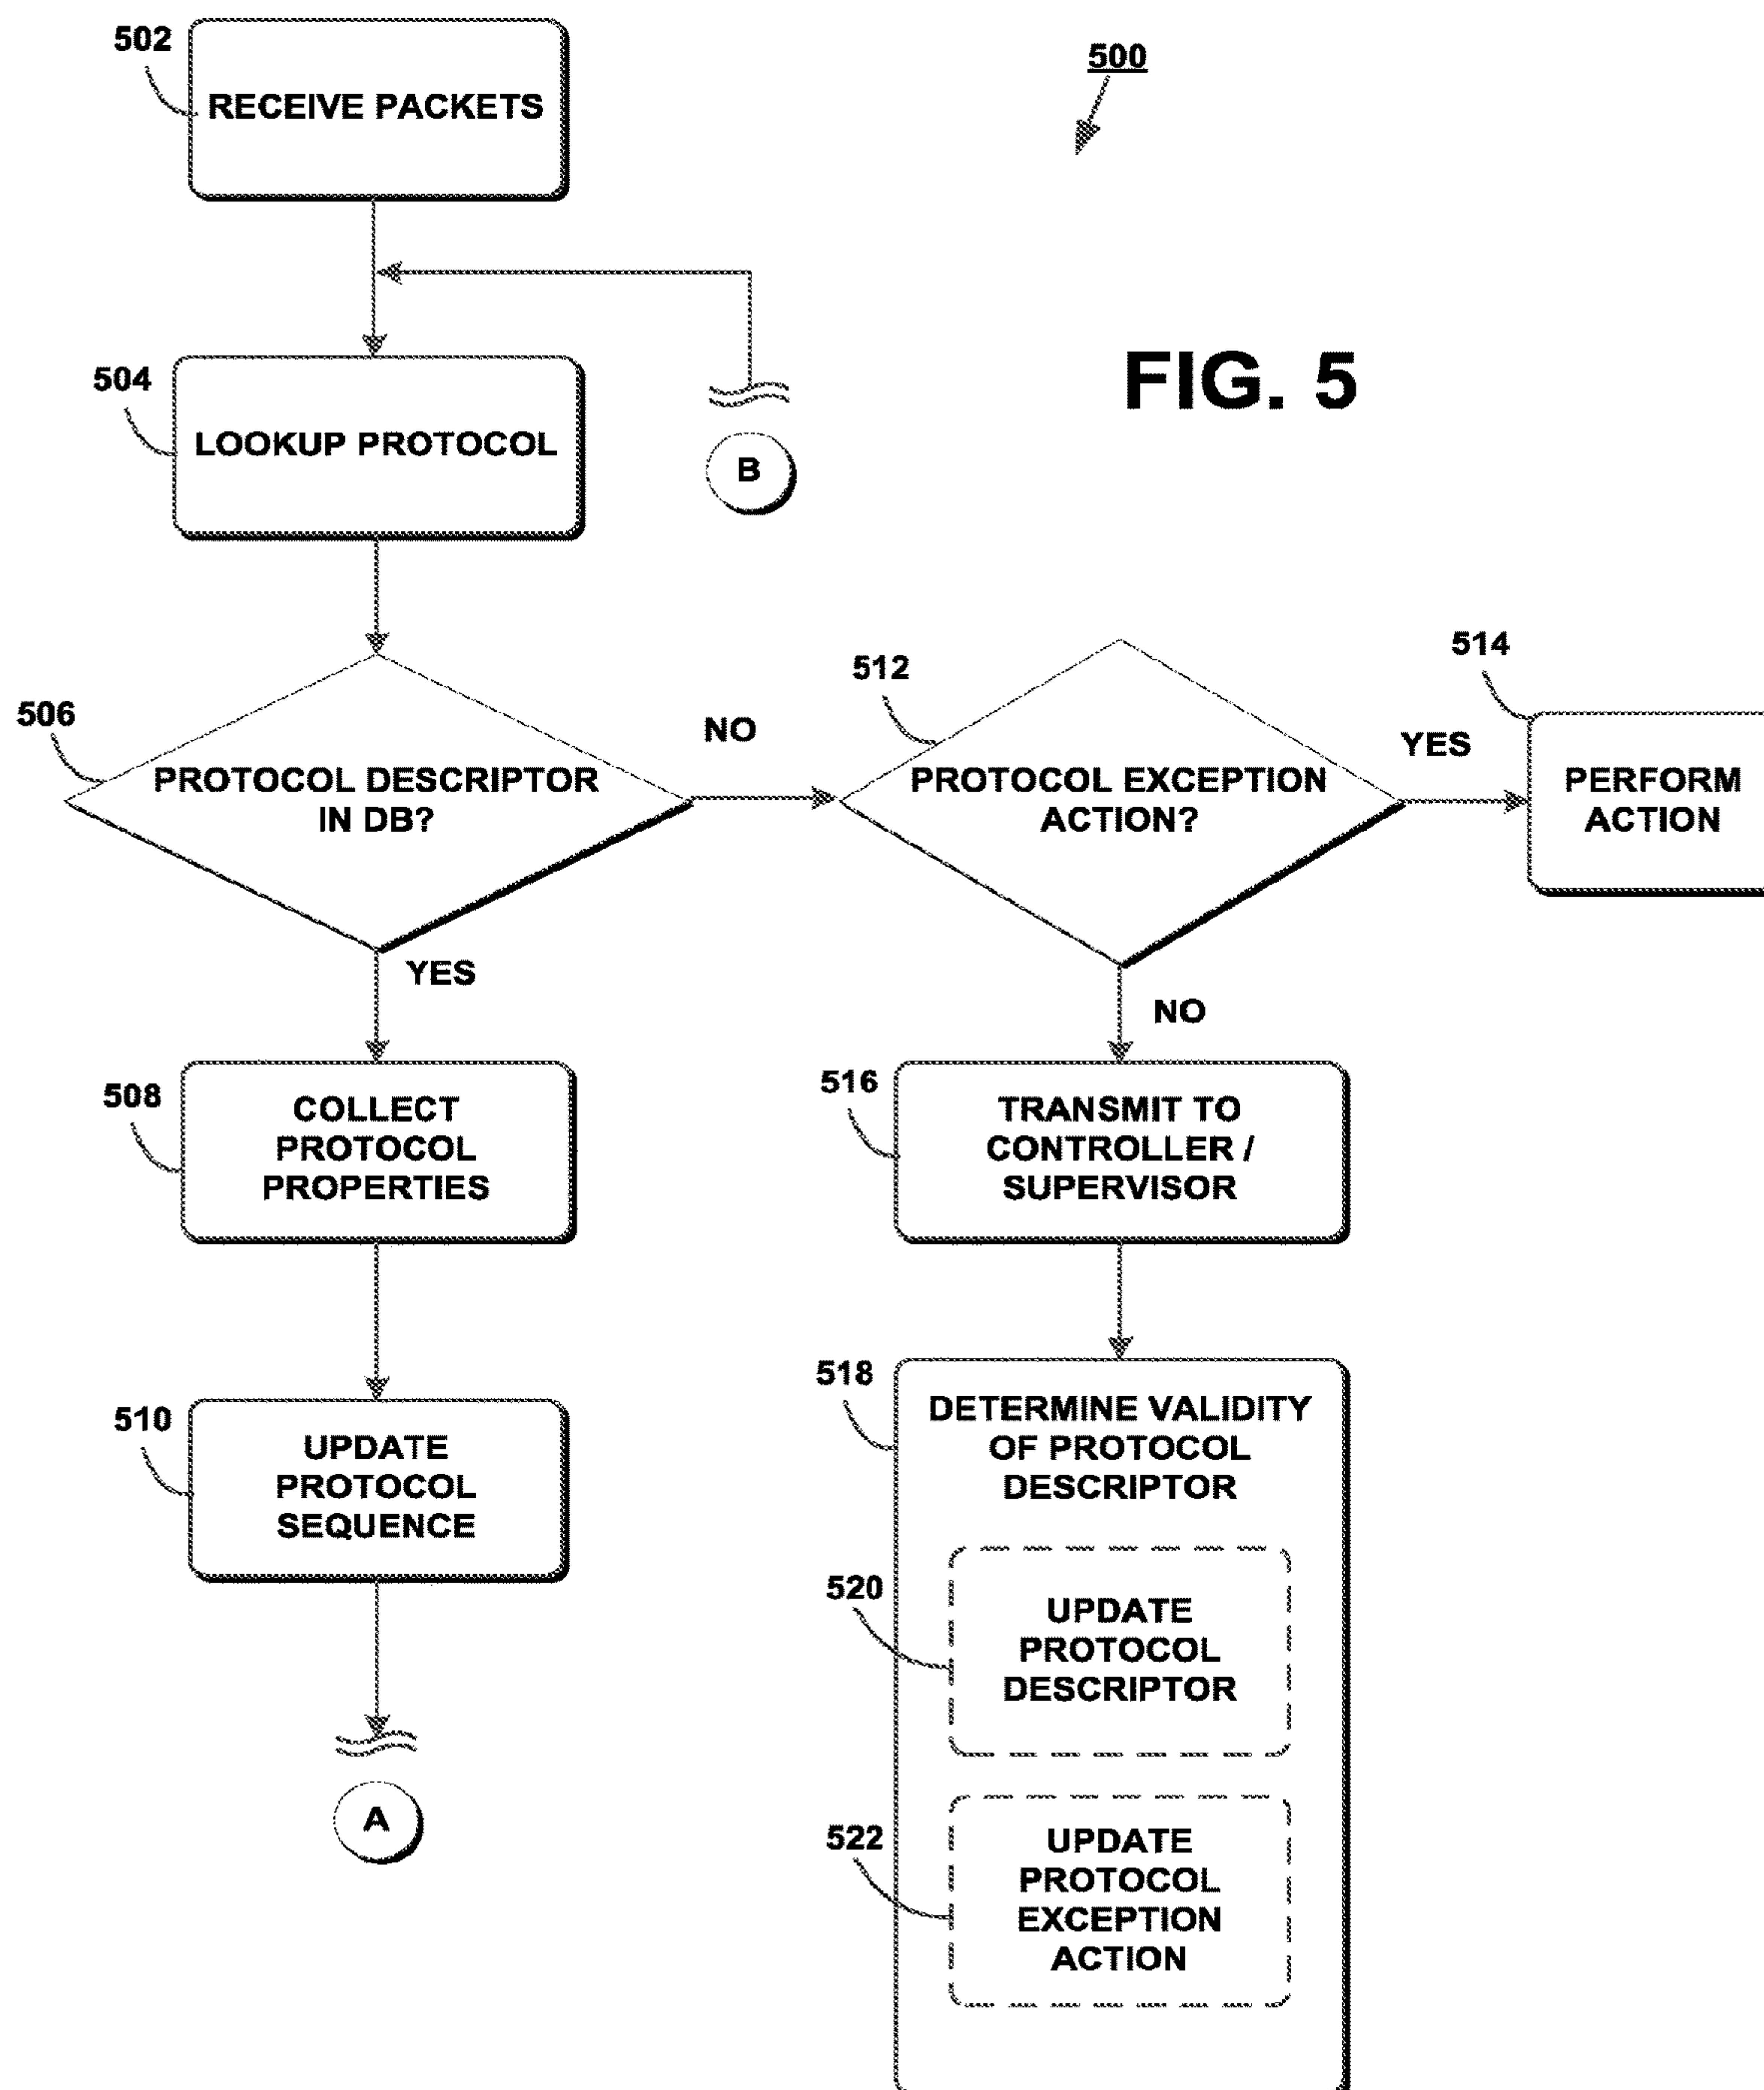 502
RECEIVE PACKETS
500
504
LOOKUP PROTOCOL
B
FIG. 5
506
PROTOCOL DESCRIPTOR
IN DB?
NO
512
PROTOCOL EXCEPTION
ACTION?
YES
514
PERFORM
ACTION
YES
NO
508
COLLECT
PROTOCOL
PROPERTIES
516
TRANSMIT TO
CONTROLLER /
SUPERVISOR
510
UPDATE
PROTOCOL
SEQUENCE
518
DETERMINE VALIDITY
OF PROTOCOL
DESCRIPTOR
520
UPDATE
PROTOCOL
DESCRIPTOR
A
522
UPDATE
PROTOCOL
EXCEPTION
ACTION